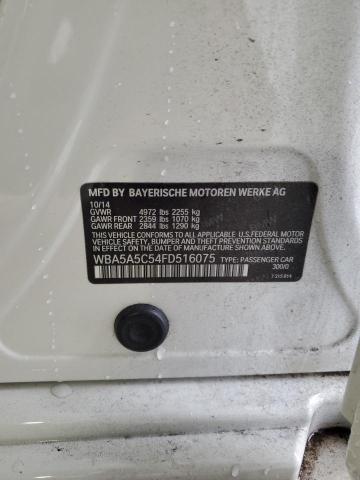 MFD BY BAYERISCHE MOTOREN WERKE AG
10/14
GVWR 4972 lbs 2255 kg
GAWR FRONT 2359 lbs 1070 kg
GAWR REAR 2844 lbs 1290 kg
THIS VEHICLE CONFORMS TO ALL APPLICABLE U.S.FEDERAL MOTOR
VEHICLE SAFETY, BUMPER AND THEFT PREVENTION STANDARDS IN
EFFECT ON THE DATE OF MANUFACTURE SHOWN ABOVE.
WBA5A5C54FD516075 TYPE: PASSENGER CAR
300/0